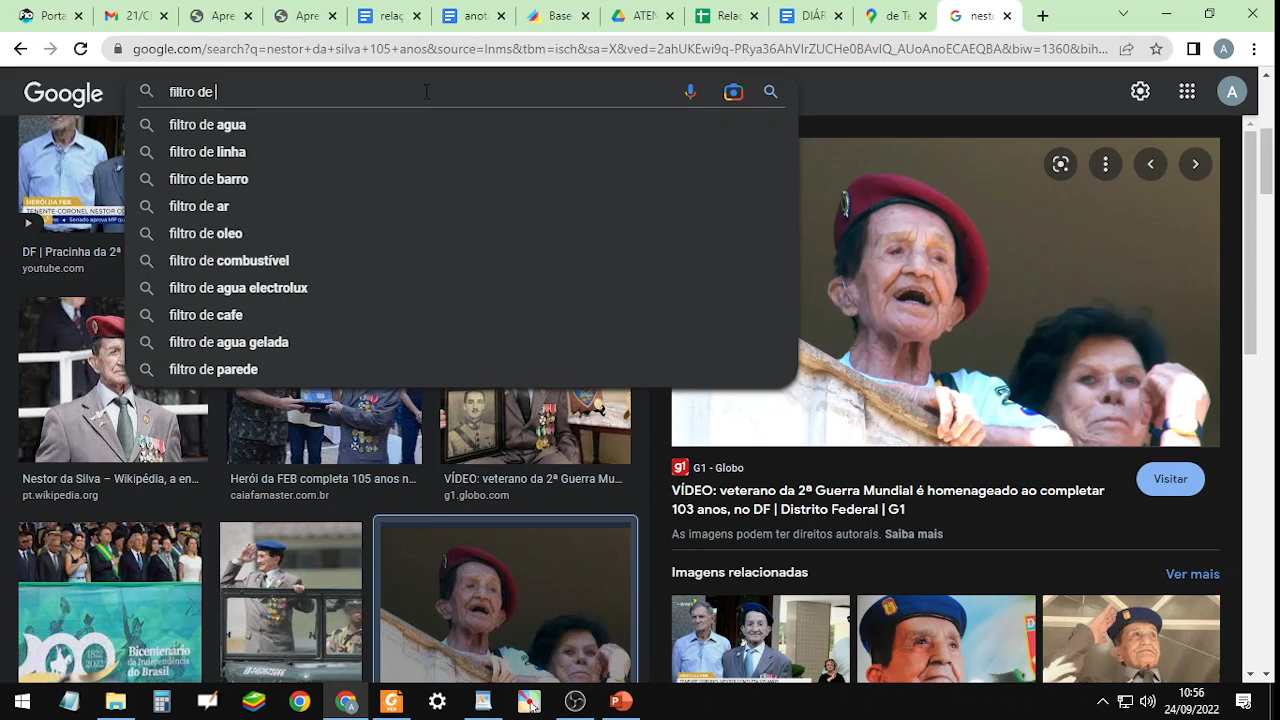 Porta
21/C
Apre
Apre
relaç
anot
Base
ATEN
Relaç
DIÁR
de Te
nesto
google.com/search?q=nestor+da+silva+105+anos&source=lnms&tbm=isch&sa=X&ved=2ahUKEwi9q-PRya36AhVIrZUCHe0BAvIQ_AUoAnoECAEQBA&biw=1360&bih...
A
Google
filtro de
A
filtro de agua
filtro de linha
filtro de barro
filtro de ar
filtro de oleo
filtro de combustível
filtro de agua electrolux
filtro de cafe
filtro de agua gelada
filtro de parede
HERÓI DA FEB
TENENTE-CORONEL NESTOR
DF | Pracinha da 2ª
youtube.com
Nestor da Silva – Wikipédia, a en...
pt.wikipedia.org
Herói da FEB completa 105 anos n...
caiafamaster.com.br
VÍDEO: veterano da 2ª Guerra Mu...
g1.globo.com
g1 G1 - Globo
VÍDEO: veterano da 2ª Guerra Mundial é homenageado ao completar
103 anos, no DF | Distrito Federal | G1
Visitar
As imagens podem ter direitos autorais. Saiba mais
Imagens relacionadas
Ver mais
1822
2022
Bicentenário
da Independência
do Brasil
10:56
24/09/2022